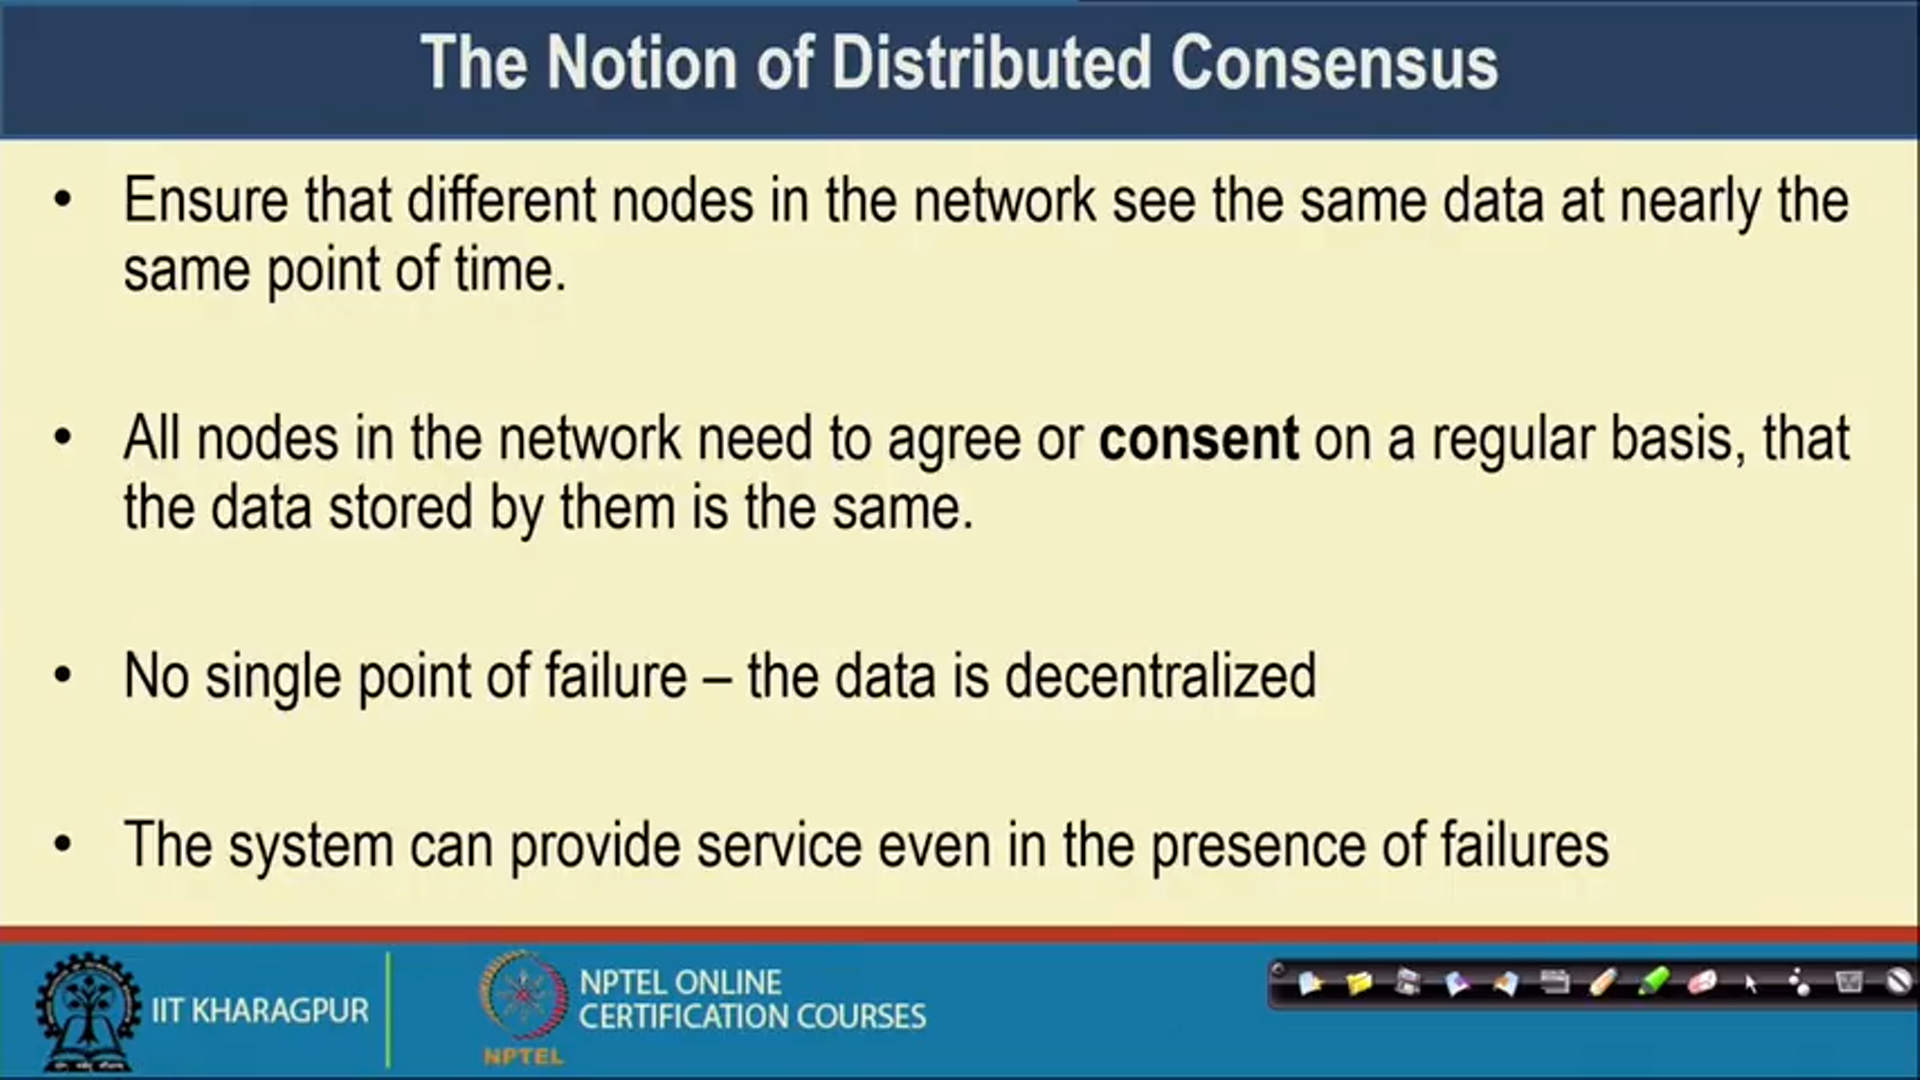 The Notion of Distributed Consensus
• Ensure that different nodes in the network see the same data at nearly the
same point of time.
• All nodes in the network need to agree or consent on a regular basis, that
the data stored by them is the same.
• No single point of failure – the data is decentralized
• The system can provide service even in the presence of failures
IIT KHARAGPUR
NPTEL
NPTEL ONLINE
CERTIFICATION COURSES